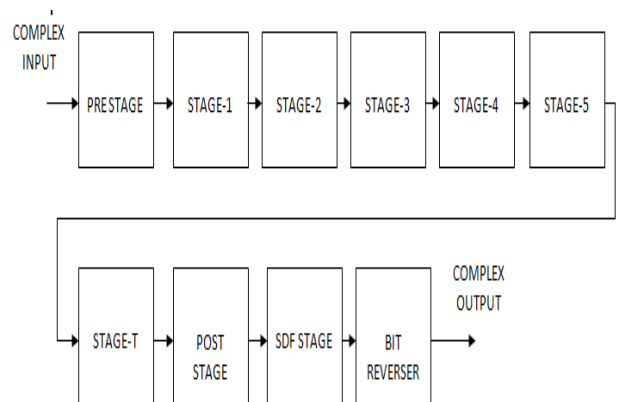 COMPLEX
INPUT
PRESTAGE
STAGE-1
STAGE-2
STAGE-3
STAGE-4
STAGE-5
STAGE-T
POST
STAGE
SDF STAGE
BIT
REVERSER
COMPLEX
OUTPUT